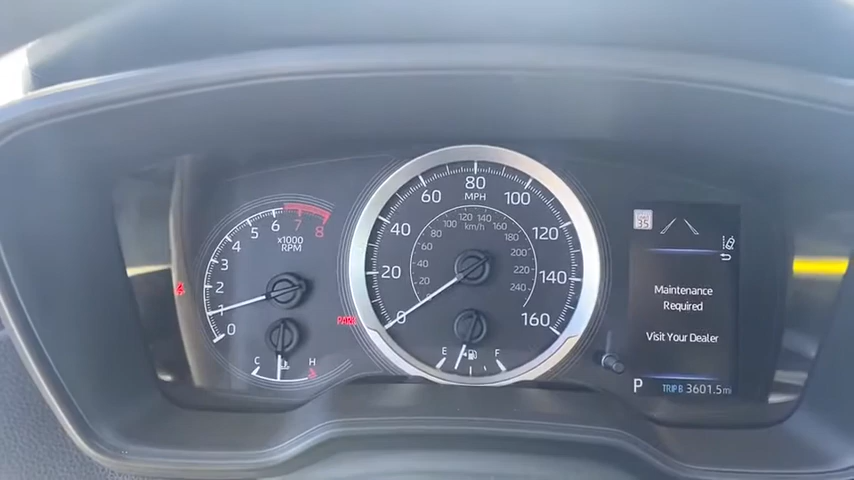 0
1
2
3
4
5
6
7
8
x1000
RPM
C
H
PARK
0
20
40
60
80
100
120
140
160
MPH
20
40
60
80
100
120
140
160
180
200
220
240
km/h
E
F
35
Maintenance
Required
Visit Your Dealer
P
TRIP B 3601.5 mi